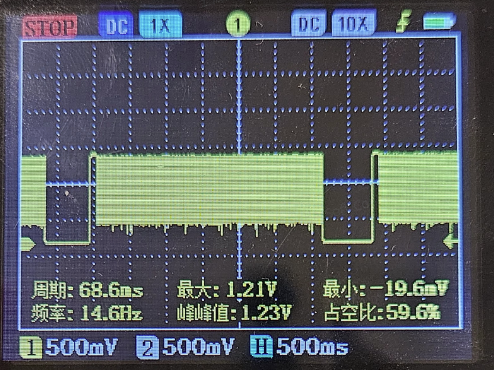 STOP DC 1X 1 DC 10X
周期: 68.6ms 最大: 1.21V 最小: -19.6mV
频率: 14.6Hz 峰峰值: 1.23V 占空比: 59.6%
1 500mV 2 500mV H 500ms